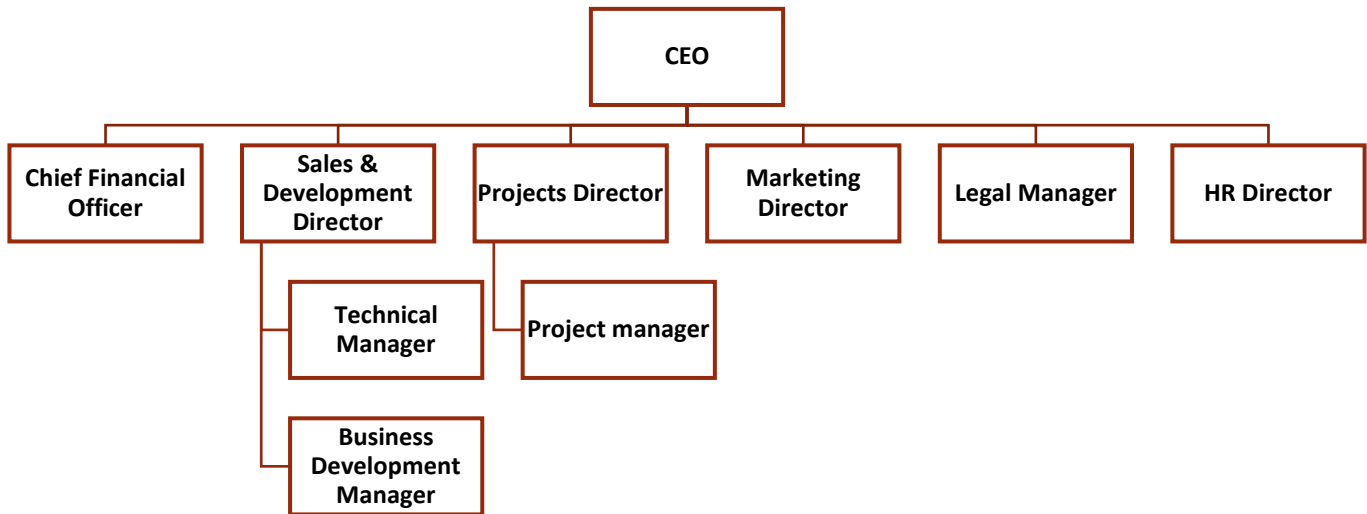 CEO
Chief Financial
Officer
Sales &
Development
Director
Projects Director
Marketing
Director
Legal Manager
HR Director
Technical
Manager
Project manager
Business
Development
Manager